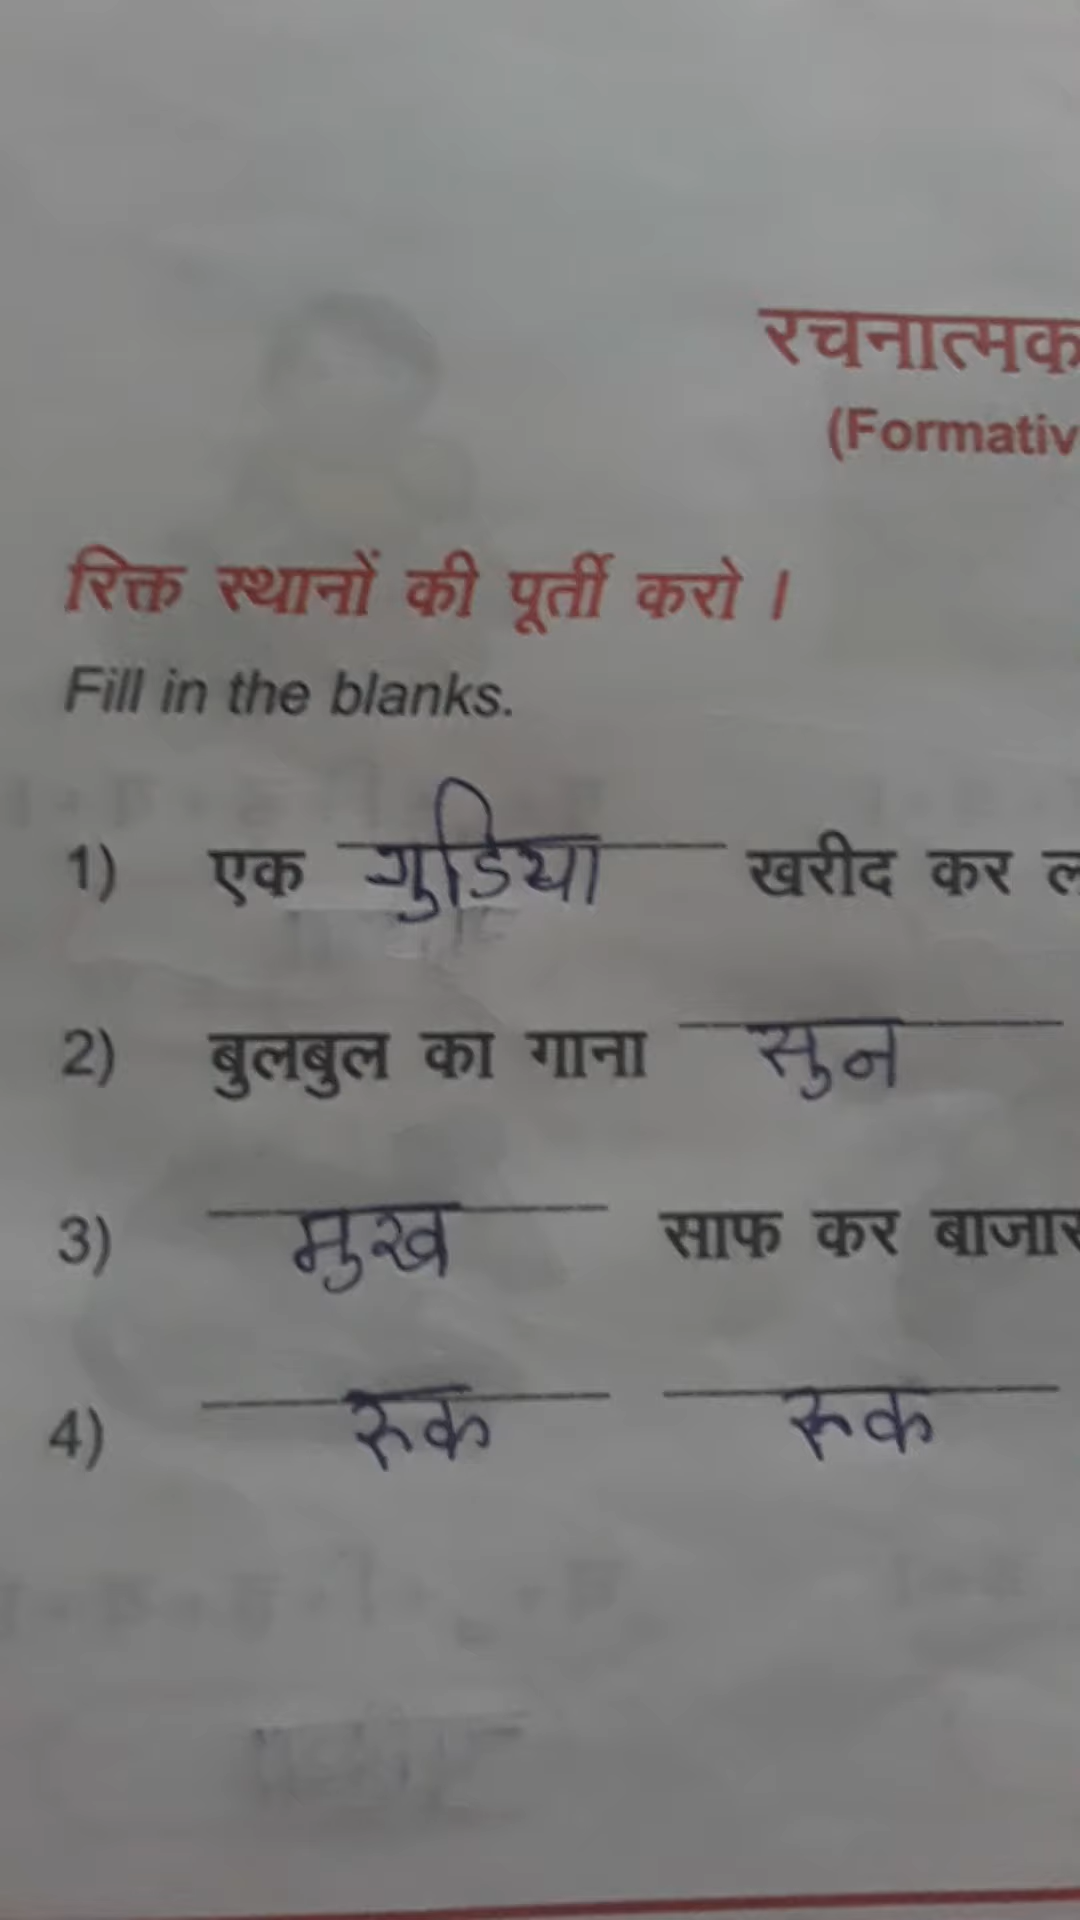 रचनात्मक
(Formativ
रिक्त स्थानों की पूर्ती करो ।
Fill in the blanks.
1) एक गुडिया खरीद कर ल
2) बुलबुल का गाना सुन
3) मुख साफ कर बाजार
4) रुक रुक